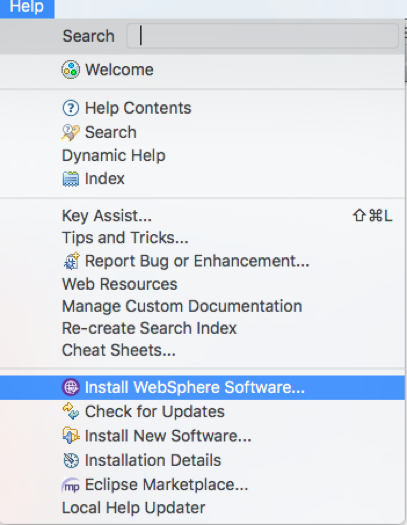 Help
Search
Welcome
Help Contents
Search
Dynamic Help
Index
Key Assist... ⇧⌘L
Tips and Tricks...
Report Bug or Enhancement...
Web Resources
Manage Custom Documentation
Re-create Search Index
Cheat Sheets...
Install WebSphere Software...
Check for Updates
Install New Software...
Installation Details
mp Eclipse Marketplace...
Local Help Updater